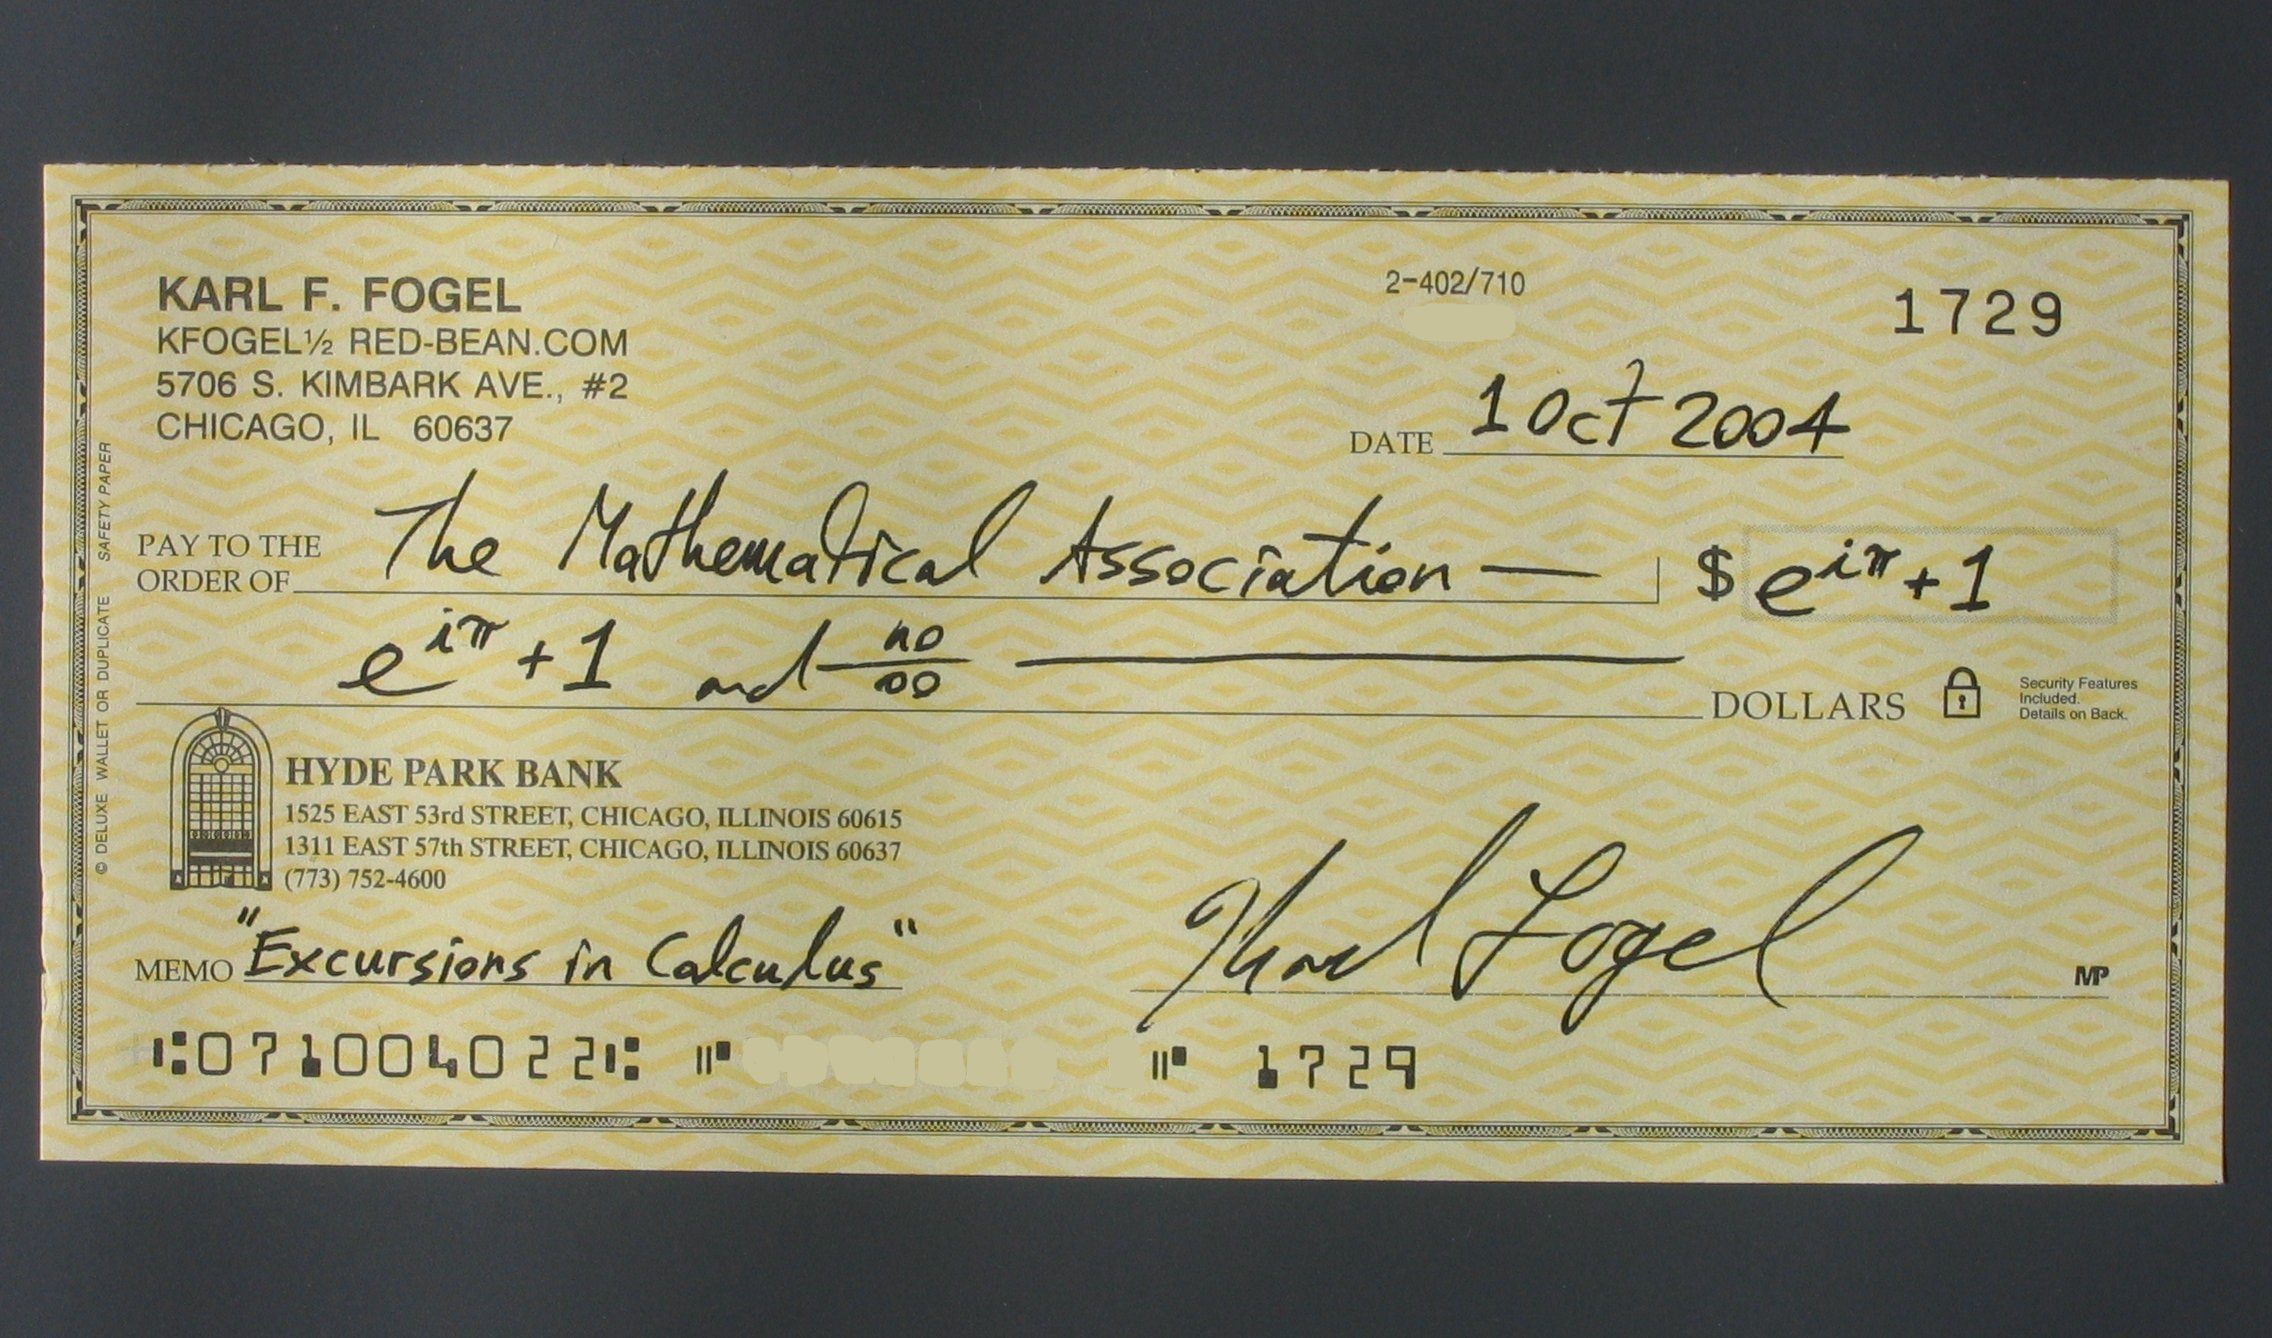 KARL F. FOGEL
KFOGEL½ RED-BEAN.COM
5706 S. KIMBARK AVE., #2
CHICAGO, IL 60637
2-402/710
1729
DATE 1 Oct 2004
PAY TO THE
ORDER OF The Mathematical Association — $ e^{iπ} + 1
e^{iπ} + 1 and no/00 — DOLLARS
Security Features
Included.
Details on Back.
© DELUXE WALLET OR DUPLICATE SAFETY PAPER
HYDE PARK BANK
1525 EAST 53rd STREET, CHICAGO, ILLINOIS 60615
1311 EAST 57th STREET, CHICAGO, ILLINOIS 60637
(773) 752-4600
MEMO "Excursions in Calculus"
Karl Fogel
MP
⑆071004022⑆ ⑈ ⑈ 1729